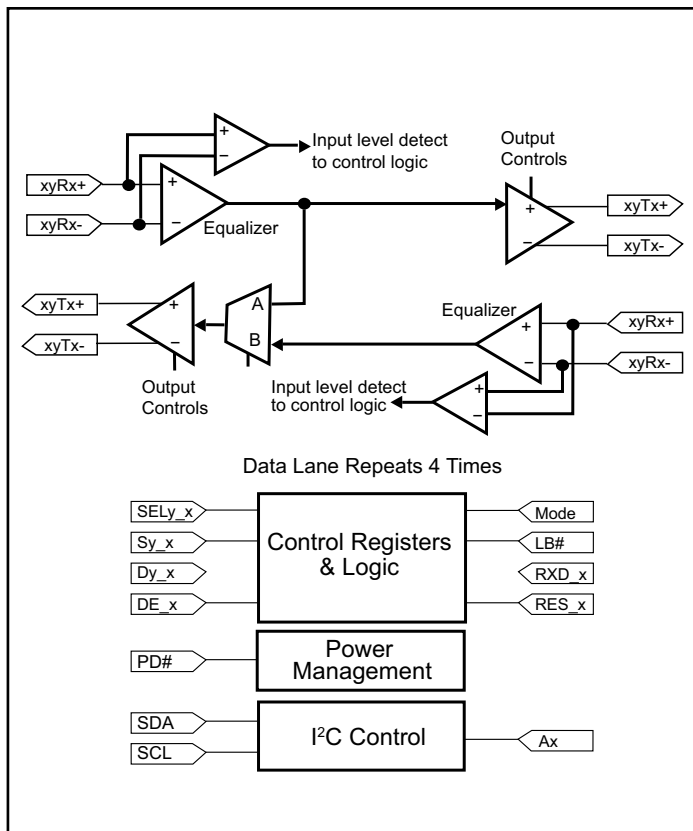 Input level detect
to control logic
Output
Controls
+
−
xyRx+
xyRx-
+
−
Equalizer
+
−
xyTx+
xyTx-
xyTx+
xyTx-
+
−
A
B
Equalizer
+
−
xyRx+
xyRx-
Output
Controls
Input level detect
to control logic
+
−
Data Lane Repeats 4 Times
SELy_x
Sy_x
Dy_x
DE_x
Control Registers
& Logic
Mode
LB#
RXD_x
RES_x
PD#
Power
Management
SDA
SCL
I²C Control
Ax